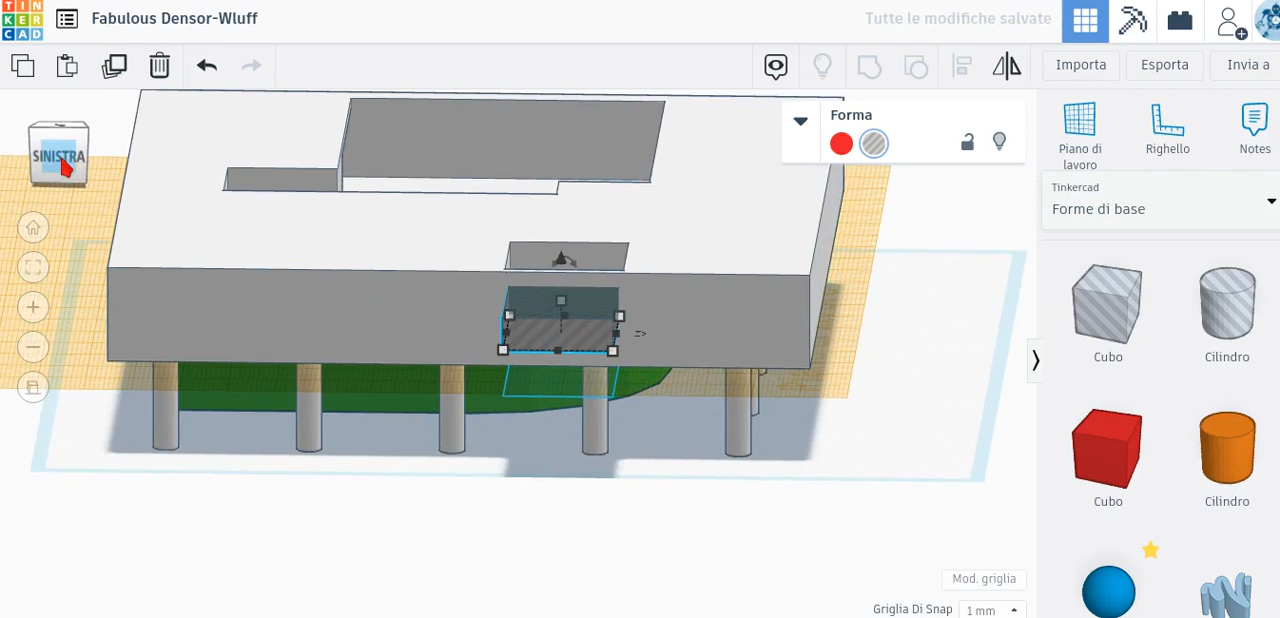 TIN
KER
CAD
Fabulous Densor-Wluff
Tutte le modifiche salvate
Importa
Esporta
Invia a
Forma
SINISTRA
Piano di
lavoro
Righello
Notes
Tinkercad
Forme di base
Cubo
Cilindro
Cubo
Cilindro
Mod. griglia
Griglia Di Snap
1 mm